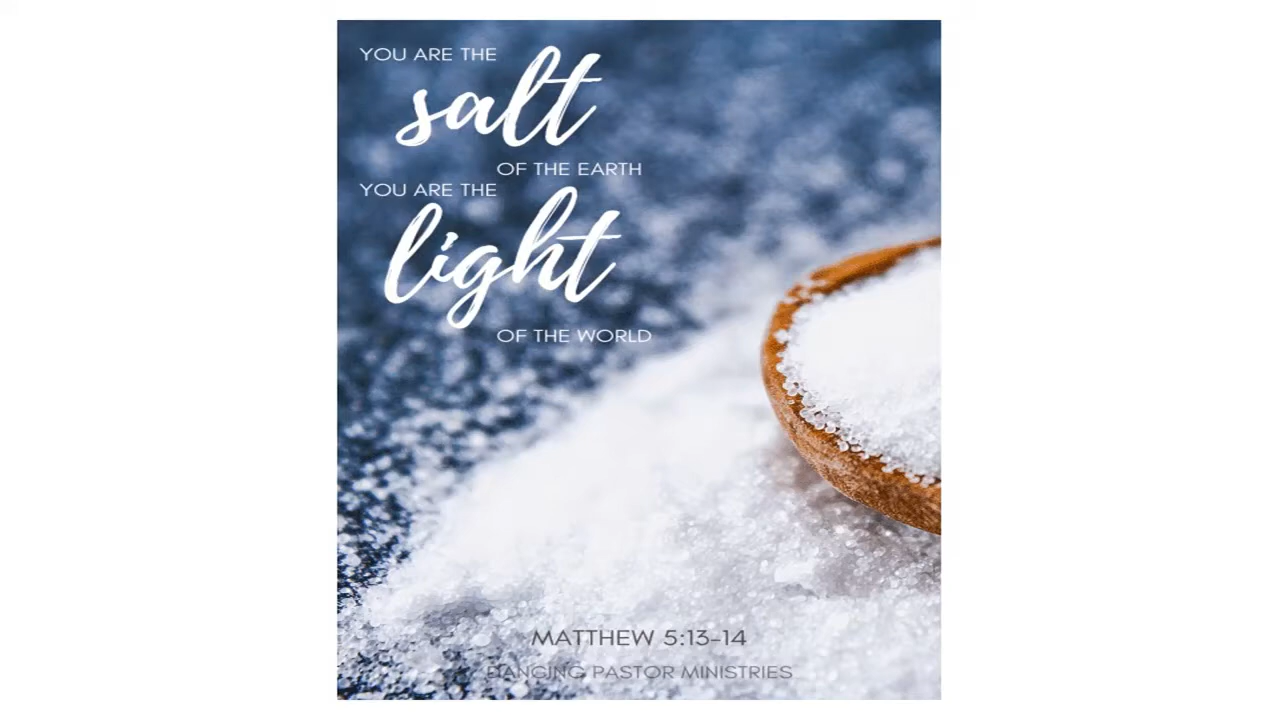 YOU ARE THE
salt
OF THE EARTH
YOU ARE THE
light
OF THE WORLD
MATTHEW 5:13-14
DANCING PASTOR MINISTRIES